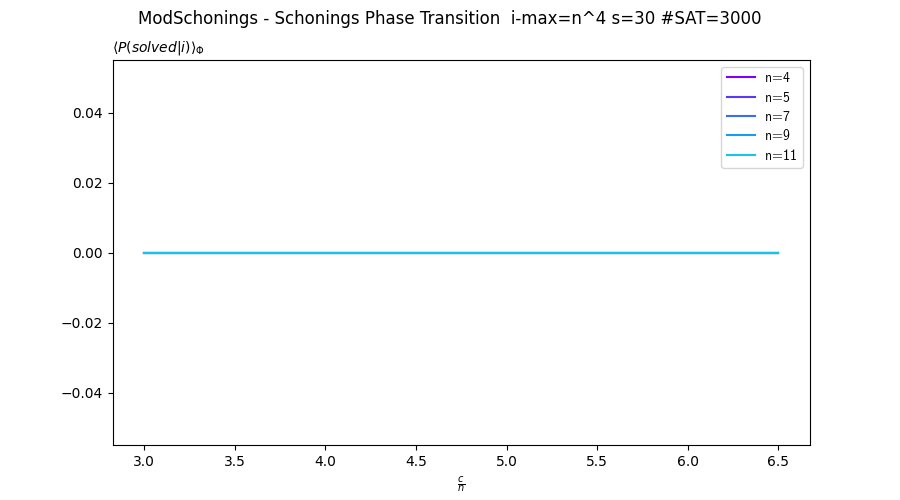 ModSchonings - Schonings Phase Transition  i-max=n^4 s=30 #SAT=3000
⟨P(solved|i)⟩_Φ
n=4
n=5
n=7
n=9
n=11
0.04
0.02
0.00
−0.02
−0.04
3.0 3.5 4.0 4.5 5.0 5.5 6.0 6.5
c/n